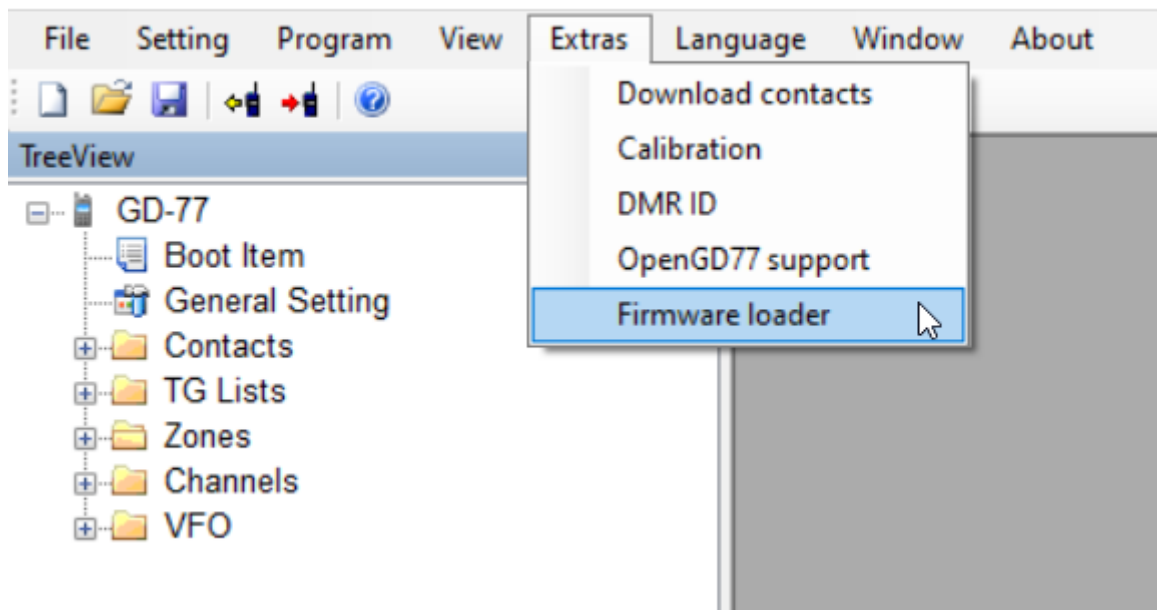 File Setting Program View Extras Language Window About
Download contacts
Calibration
DMR ID
OpenGD77 support
Firmware loader
TreeView
GD-77
Boot Item
General Setting
Contacts
TG Lists
Zones
Channels
VFO